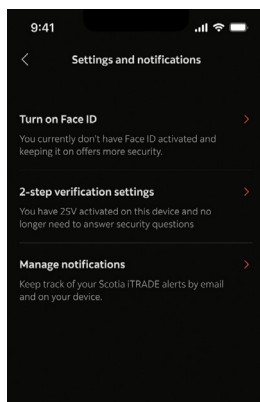 9:41
Settings and notifications
Turn on Face ID
You currently don't have Face ID activated and
keeping it on offers more security.
2-step verification settings
You have 2SV activated on this device and no
longer need to answer security questions
Manage notifications
Keep track of your Scotia iTRADE alerts by email
and on your device.